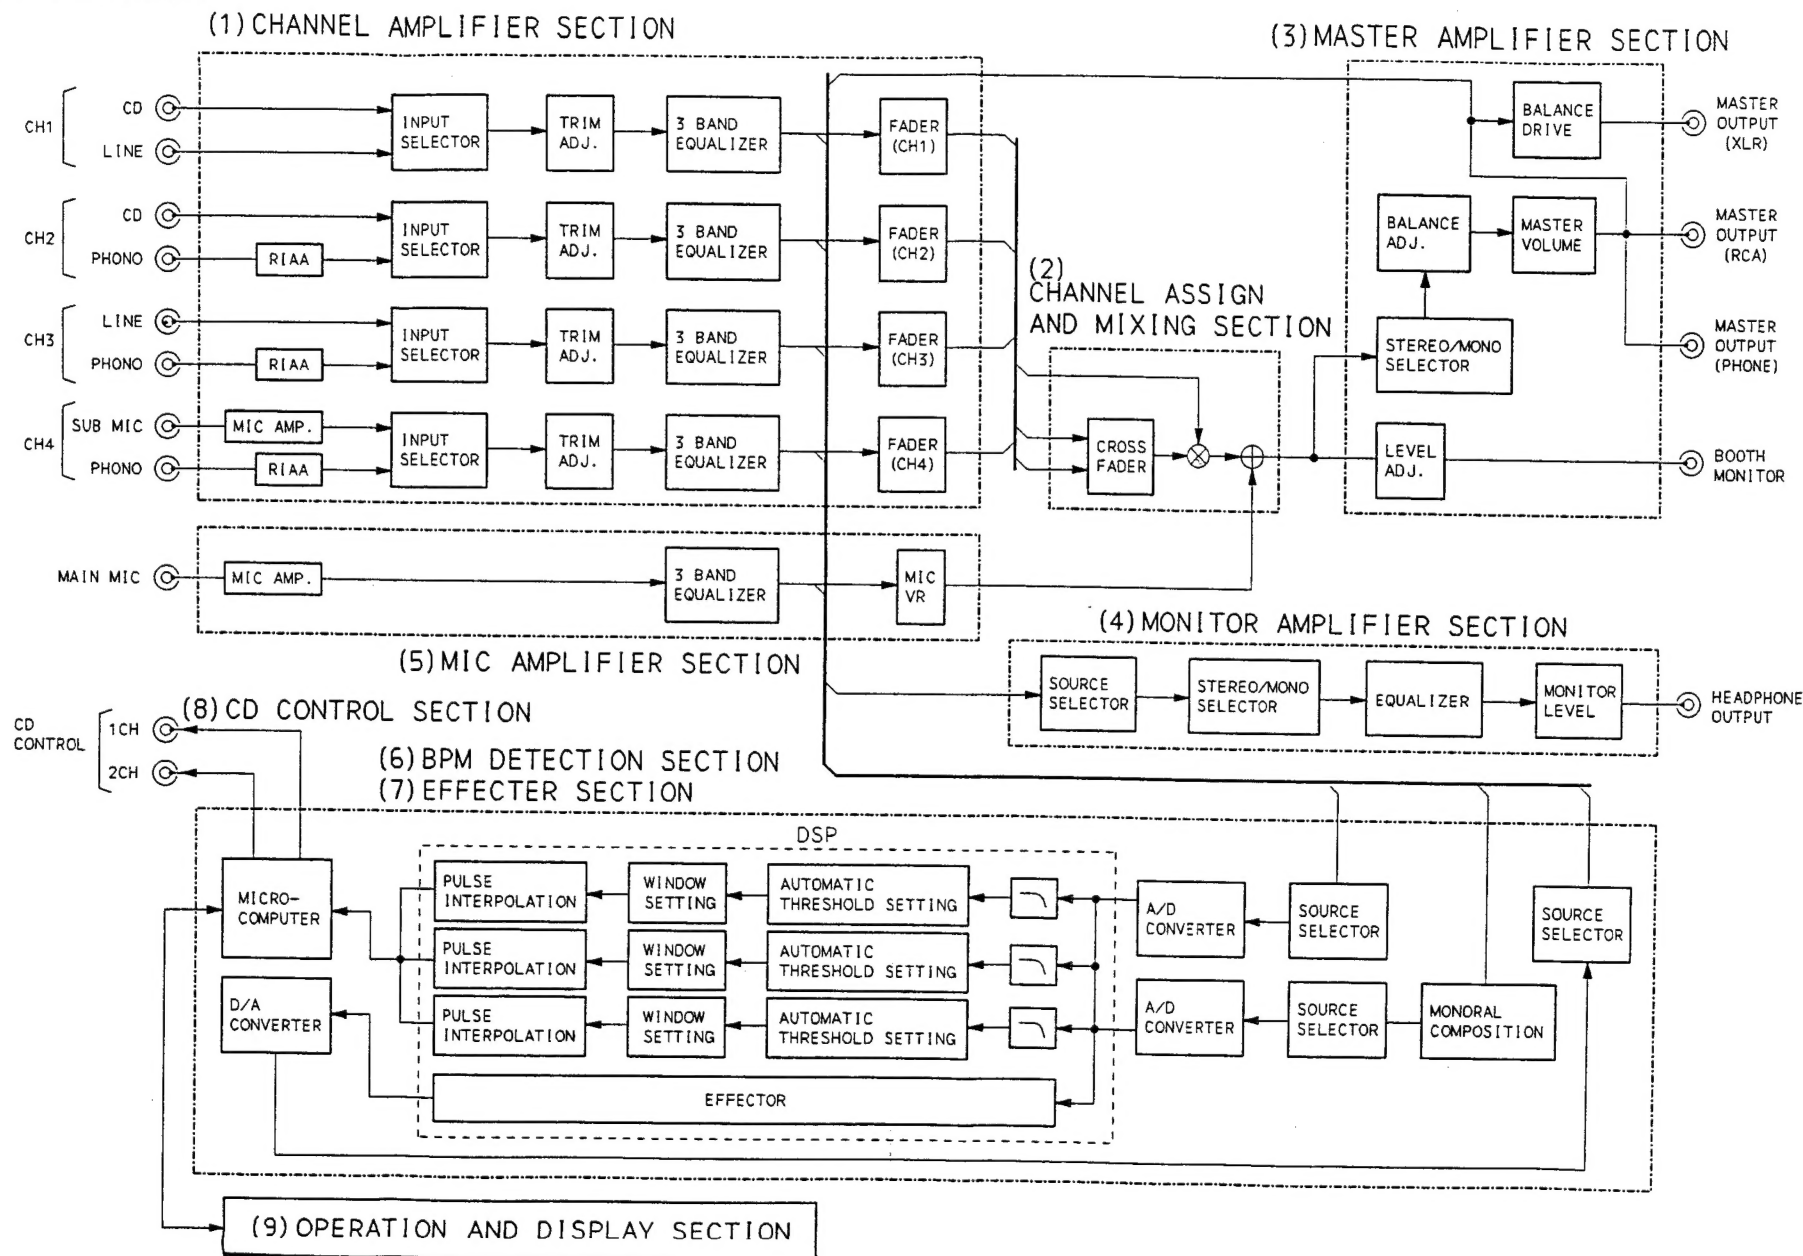 (1) CHANNEL AMPLIFIER SECTION
(3) MASTER AMPLIFIER SECTION
CH1
CD
LINE
INPUT
SELECTOR
TRIM
ADJ.
3 BAND
EQUALIZER
FADER
(CH1)
BALANCE
DRIVE
MASTER
OUTPUT
(XLR)
CH2
CD
PHONO
RIAA
INPUT
SELECTOR
TRIM
ADJ.
3 BAND
EQUALIZER
FADER
(CH2)
BALANCE
ADJ.
MASTER
VOLUME
MASTER
OUTPUT
(RCA)
(2)
CHANNEL ASSIGN
AND MIXING SECTION
CH3
LINE
PHONO
RIAA
INPUT
SELECTOR
TRIM
ADJ.
3 BAND
EQUALIZER
FADER
(CH3)
STEREO/MONO
SELECTOR
MASTER
OUTPUT
(PHONE)
CH4
SUB MIC
PHONO
MIC AMP.
RIAA
INPUT
SELECTOR
TRIM
ADJ.
3 BAND
EQUALIZER
FADER
(CH4)
CROSS
FADER
LEVEL
ADJ.
BOOTH
MONITOR
MAIN MIC
MIC AMP.
3 BAND
EQUALIZER
MIC
VR
(5) MIC AMPLIFIER SECTION
(4) MONITOR AMPLIFIER SECTION
SOURCE
SELECTOR
STEREO/MONO
SELECTOR
EQUALIZER
MONITOR
LEVEL
HEADPHONE
OUTPUT
(8) CD CONTROL SECTION
CD
CONTROL
1CH
2CH
(6) BPM DETECTION SECTION
(7) EFFECTER SECTION
DSP
MICRO-
COMPUTER
PULSE
INTERPOLATION
WINDOW
SETTING
AUTOMATIC
THRESHOLD SETTING
A/D
CONVERTER
SOURCE
SELECTOR
SOURCE
SELECTOR
PULSE
INTERPOLATION
WINDOW
SETTING
AUTOMATIC
THRESHOLD SETTING
D/A
CONVERTER
PULSE
INTERPOLATION
WINDOW
SETTING
AUTOMATIC
THRESHOLD SETTING
A/D
CONVERTER
SOURCE
SELECTOR
MONORAL
COMPOSITION
EFFECTOR
(9) OPERATION AND DISPLAY SECTION